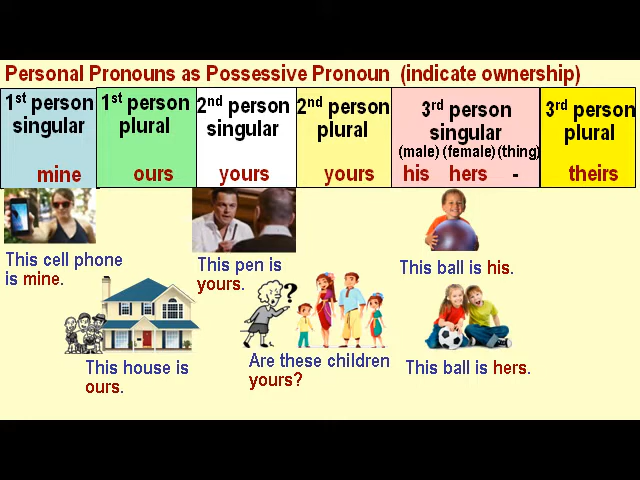 Personal Pronouns as Possessive Pronoun (indicate ownership)
1st person singular
mine
1st person plural
ours
2nd person singular
yours
2nd person plural
yours
3rd person singular
(male) (female) (thing)
his hers -
3rd person plural
theirs
This cell phone
is mine.
This pen is
yours.
This ball is his.
This house is
ours.
?
Are these children
yours?
This ball is hers.